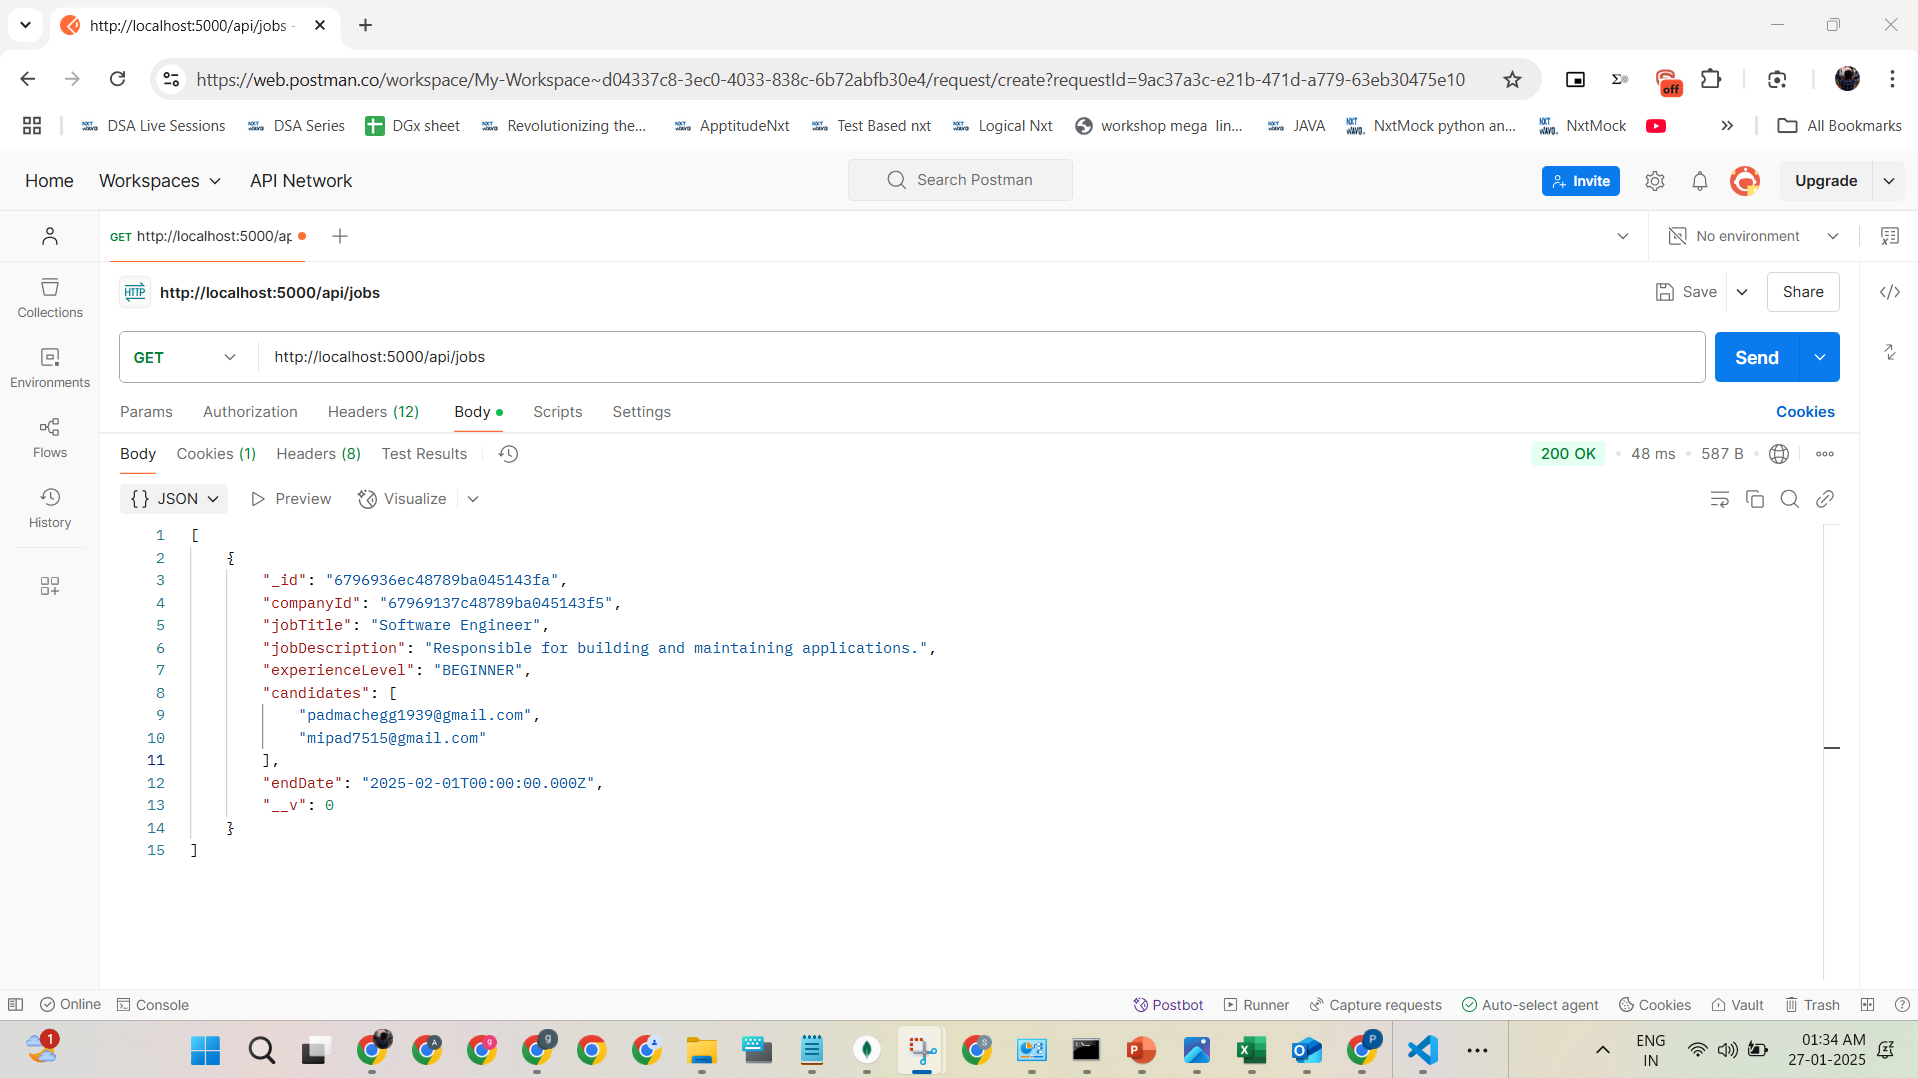 http://localhost:5000/api/jobs -
https://web.postman.co/workspace/My-Workspace~d04337c8-3ec0-4033-838c-6b72abfb30e4/request/create?requestId=9ac37a3c-e21b-471d-a779-63eb30475e10
off
DSA Live Sessions DSA Series DGx sheet Revolutionizing the... ApptitudeNxt Test Based nxt Logical Nxt workshop mega lin... JAVA NxtMock python an... NxtMock All Bookmarks
Home Workspaces API Network Search Postman Invite Upgrade
GET http://localhost:5000/ap No environment
HTTP http://localhost:5000/api/jobs Save Share
Collections
GET http://localhost:5000/api/jobs Send
Environments
Params Authorization Headers (12) Body Scripts Settings Cookies
Flows
Body Cookies (1) Headers (8) Test Results 200 OK 48 ms 587 B
{} JSON Preview Visualize
History
1 [
2 {
3 "_id": "6796936ec48789ba045143fa",
4 "companyId": "67969137c48789ba045143f5",
5 "jobTitle": "Software Engineer",
6 "jobDescription": "Responsible for building and maintaining applications.",
7 "experienceLevel": "BEGINNER",
8 "candidates": [
9 "padmachegg1939@gmail.com",
10 "mipad7515@gmail.com"
11 ],
12 "endDate": "2025-02-01T00:00:00.000Z",
13 "__v": 0
14 }
15 ]
Online Console Postbot Runner Capture requests Auto-select agent Cookies Vault Trash
1 ENG 01:34 AM
IN 27-01-2025